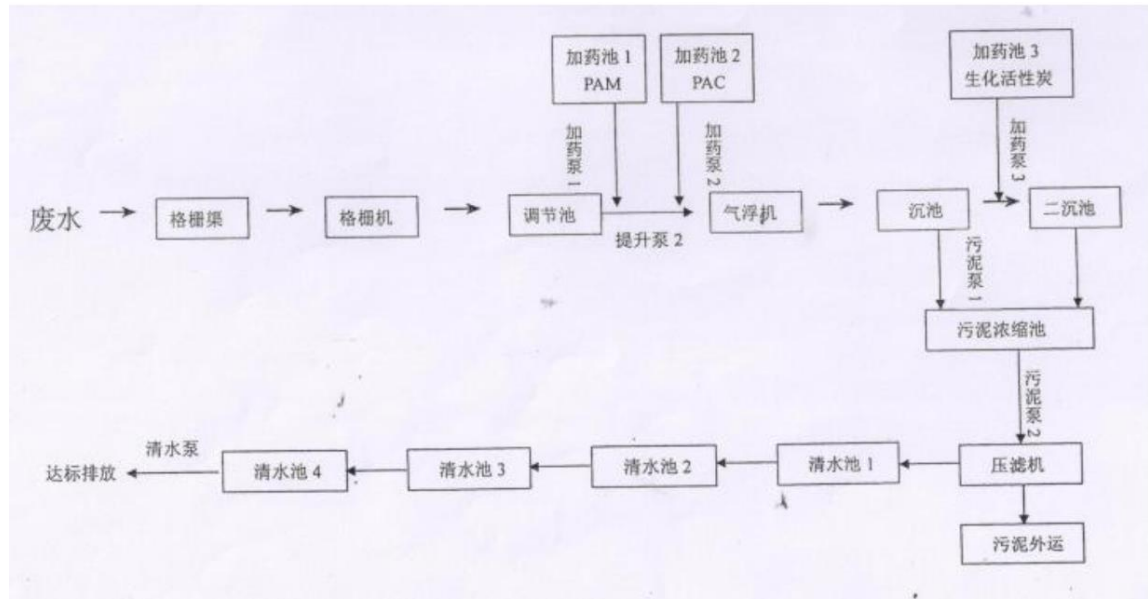 加药池 1
PAM
加药池 2
PAC
加药池 3
生化活性炭
加药泵 1
加药泵 2
加药泵 3
废水
格栅渠
格栅机
调节池
提升泵 2
气浮机
沉池
二沉池
污泥泵 1
污泥浓缩池
污泥泵 2
达标排放
清水泵
清水池 4
清水池 3
清水池 2
清水池 1
压滤机
污泥外运